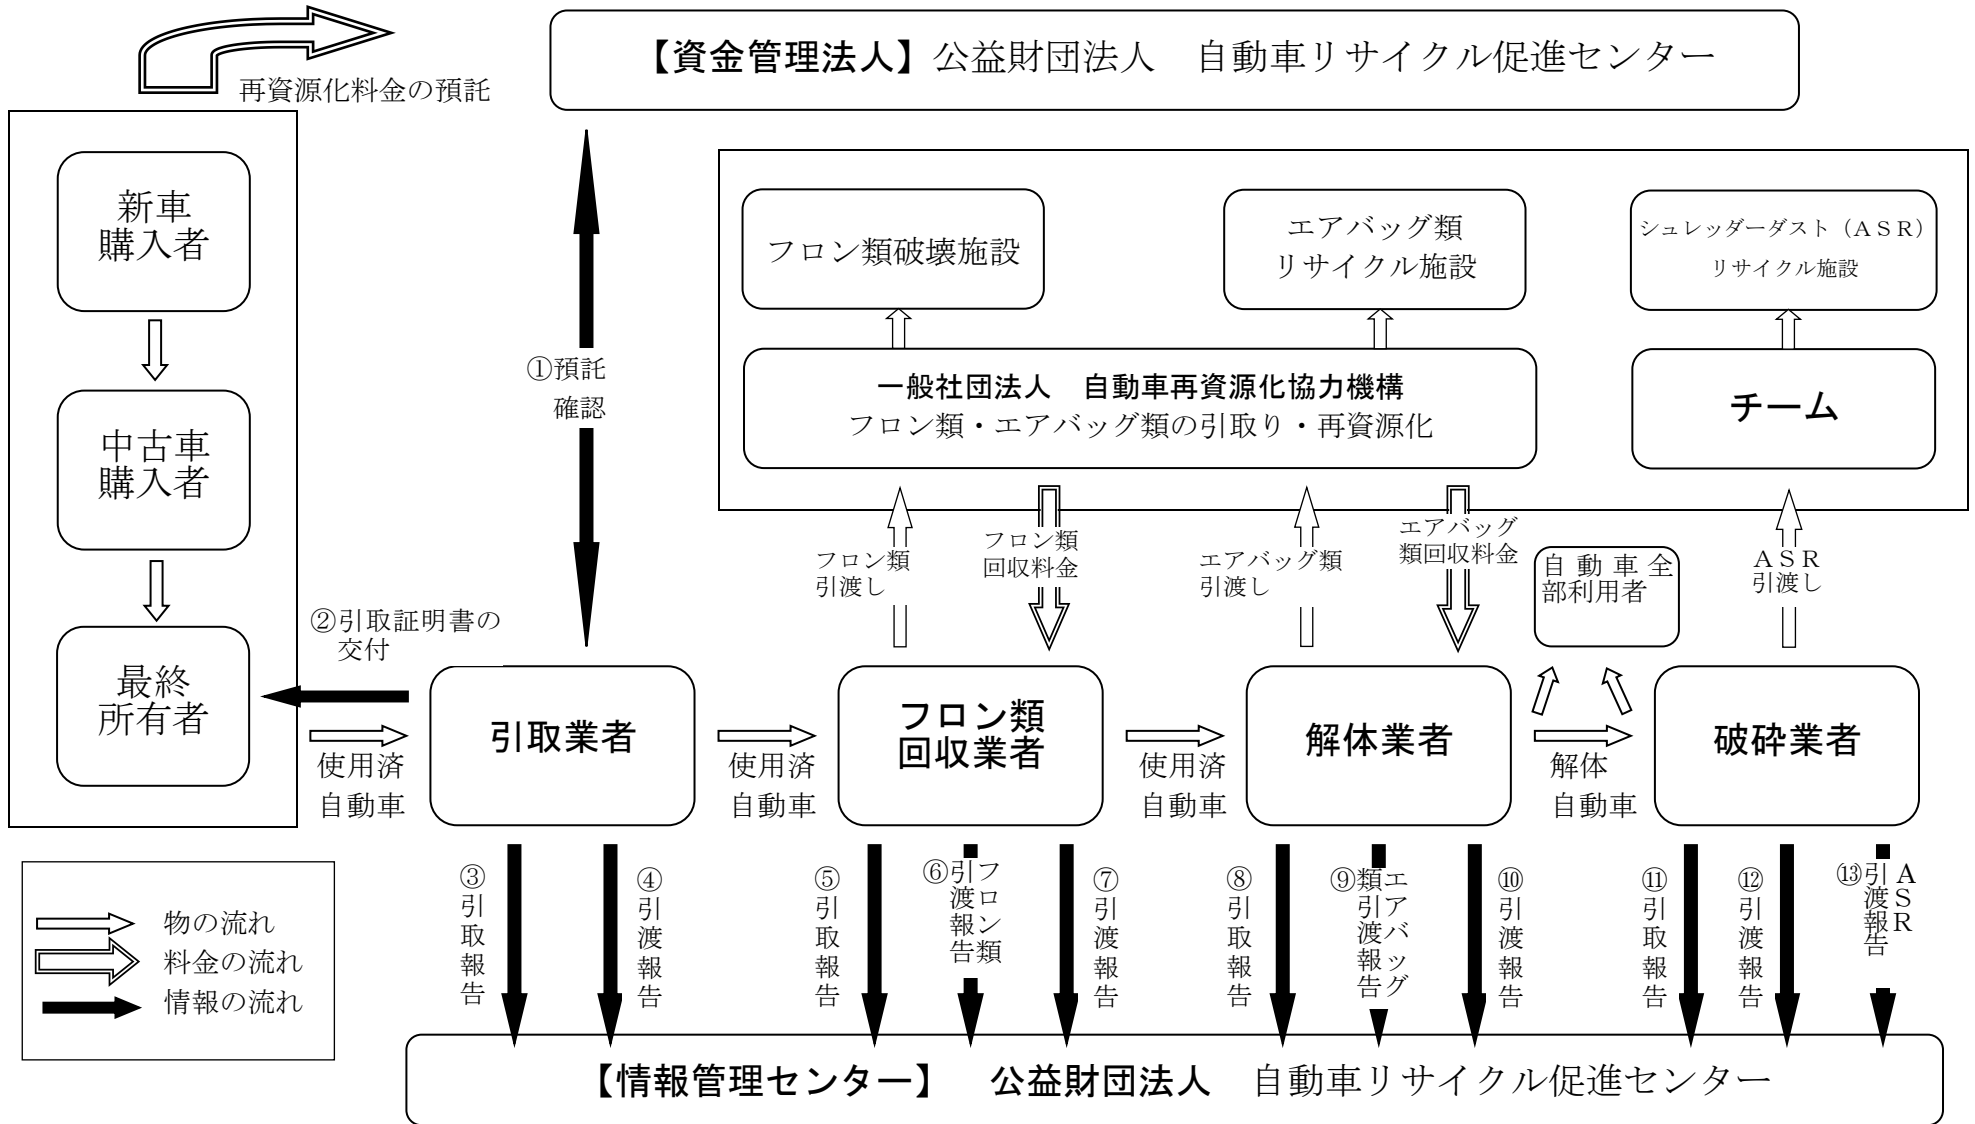 【資金管理法人】公益財団法人　自動車リサイクル促進センター
再資源化料金の預託
新車
購入者
中古車
購入者
最終
所有者
フロン類破壊施設
エアバッグ類
リサイクル施設
シュレッダーダスト（ＡＳＲ）
リサイクル施設
①預託
確認
一般社団法人　自動車再資源化協力機構
フロン類・エアバッグ類の引取り・再資源化
チーム
フロン類
引渡し
フロン類
回収料金
エアバッグ類
引渡し
エアバッグ
類回収料金
自動車全
部利用者
ＡＳＲ
引渡し
②引取証明書の
交付
引取業者
フロン類
回収業者
解体業者
破砕業者
使用済
自動車
使用済
自動車
使用済
自動車
解体
自動車
③引取報告
④引渡報告
⑤引取報告
⑥フロン類
引渡報告
⑦引渡報告
⑧引取報告
⑨エアバッグ
類引渡報告
⑩引渡報告
⑪引取報告
⑫引渡報告
⑬ＡＳＲ
引渡報告
物の流れ
料金の流れ
情報の流れ
【情報管理センター】　公益財団法人　自動車リサイクル促進センター